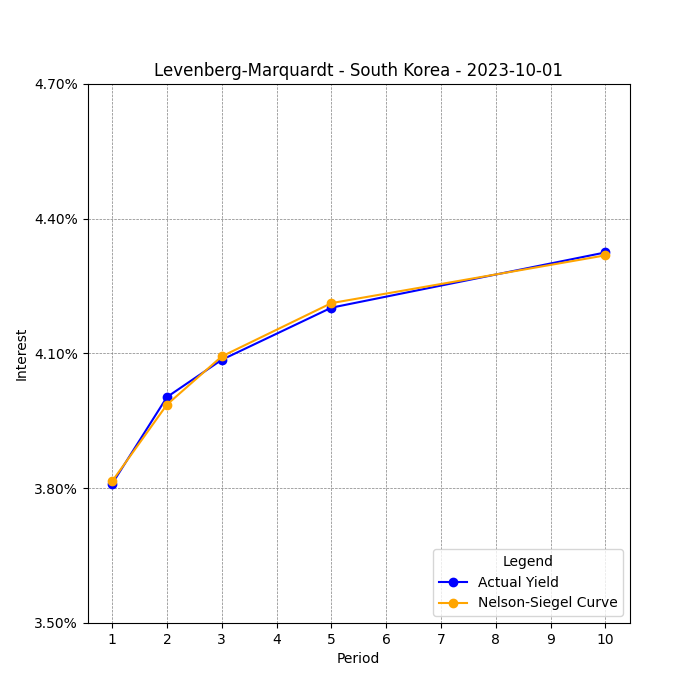 Levenberg-Marquardt - South Korea - 2023-10-01
4.70%
4.40%
4.10%
3.80%
3.50%
Interest
1 2 3 4 5 6 7 8 9 10
Period
Legend
Actual Yield
Nelson-Siegel Curve